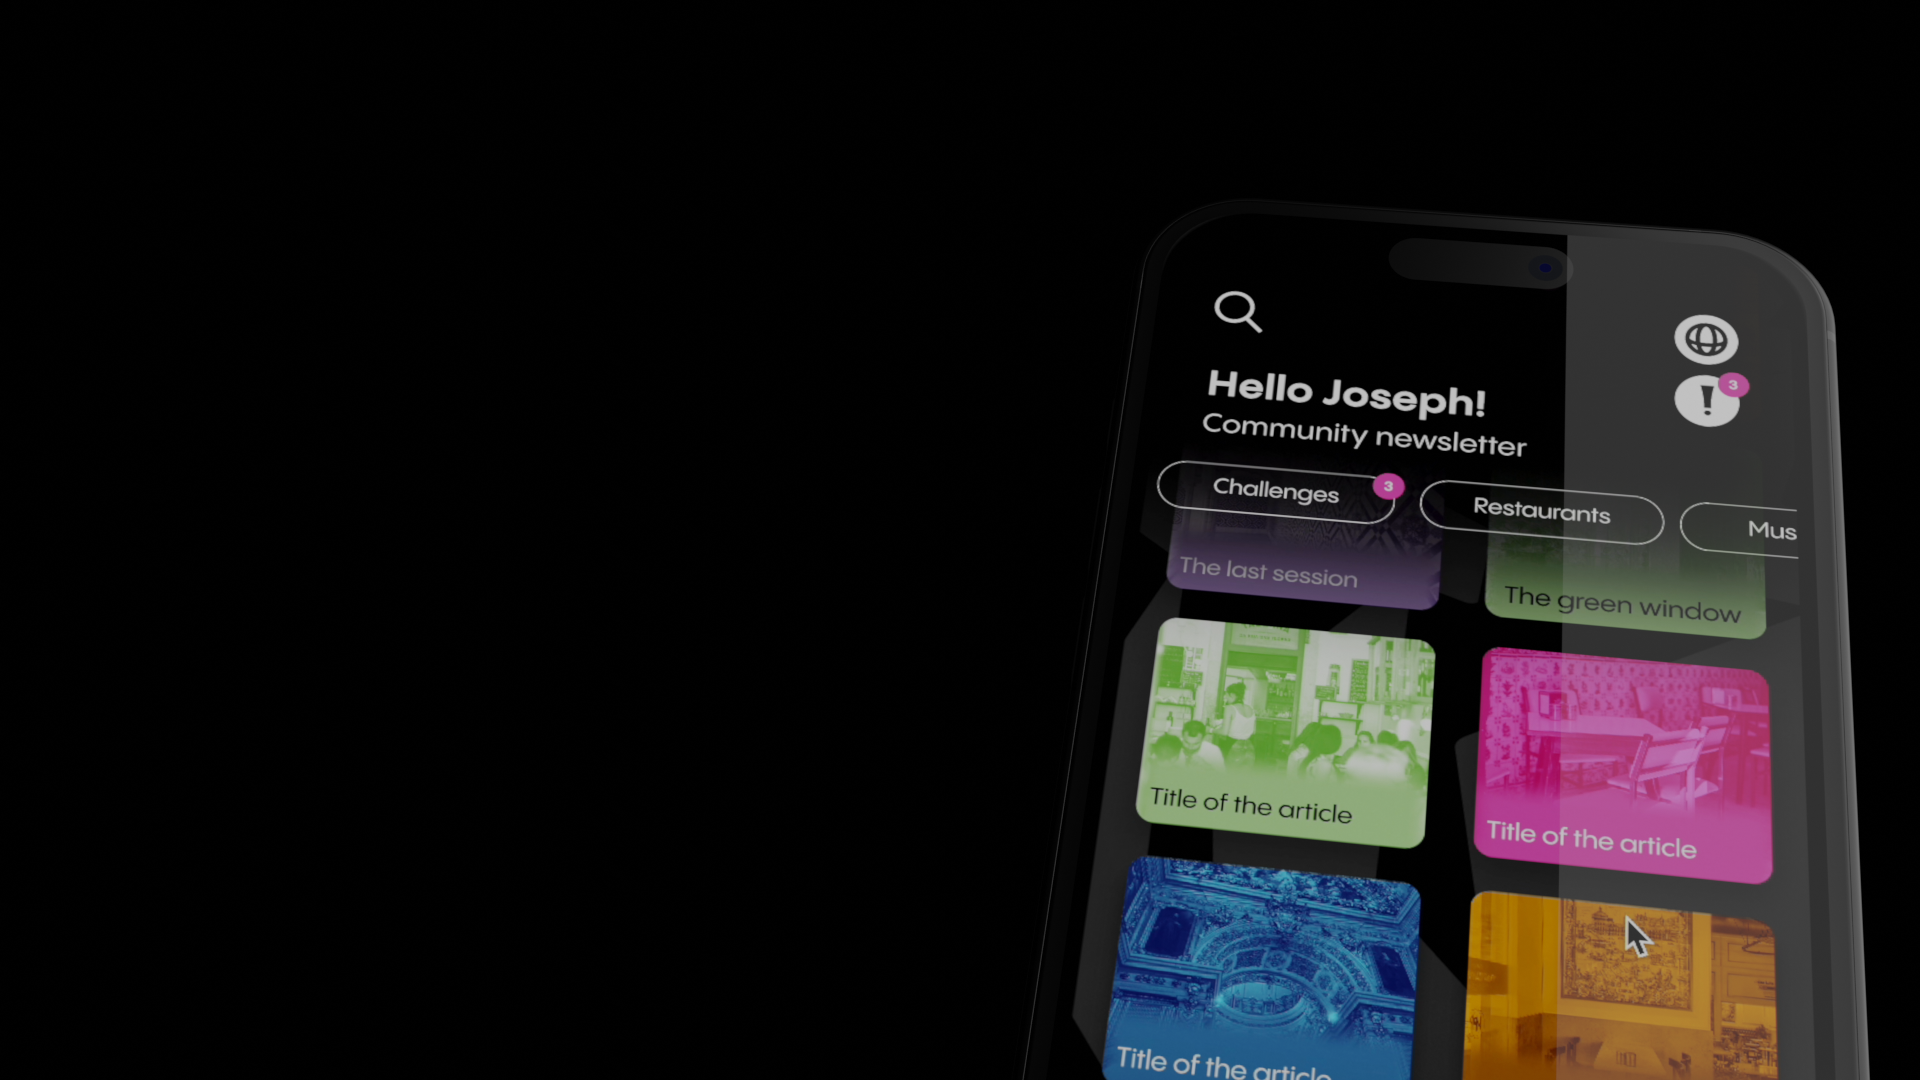 Hello Joseph!
3
Community newsletter
Challenges
3
Restaurants
Mus
The last session
The green window
Title of the article
Title of the article
Title of the article